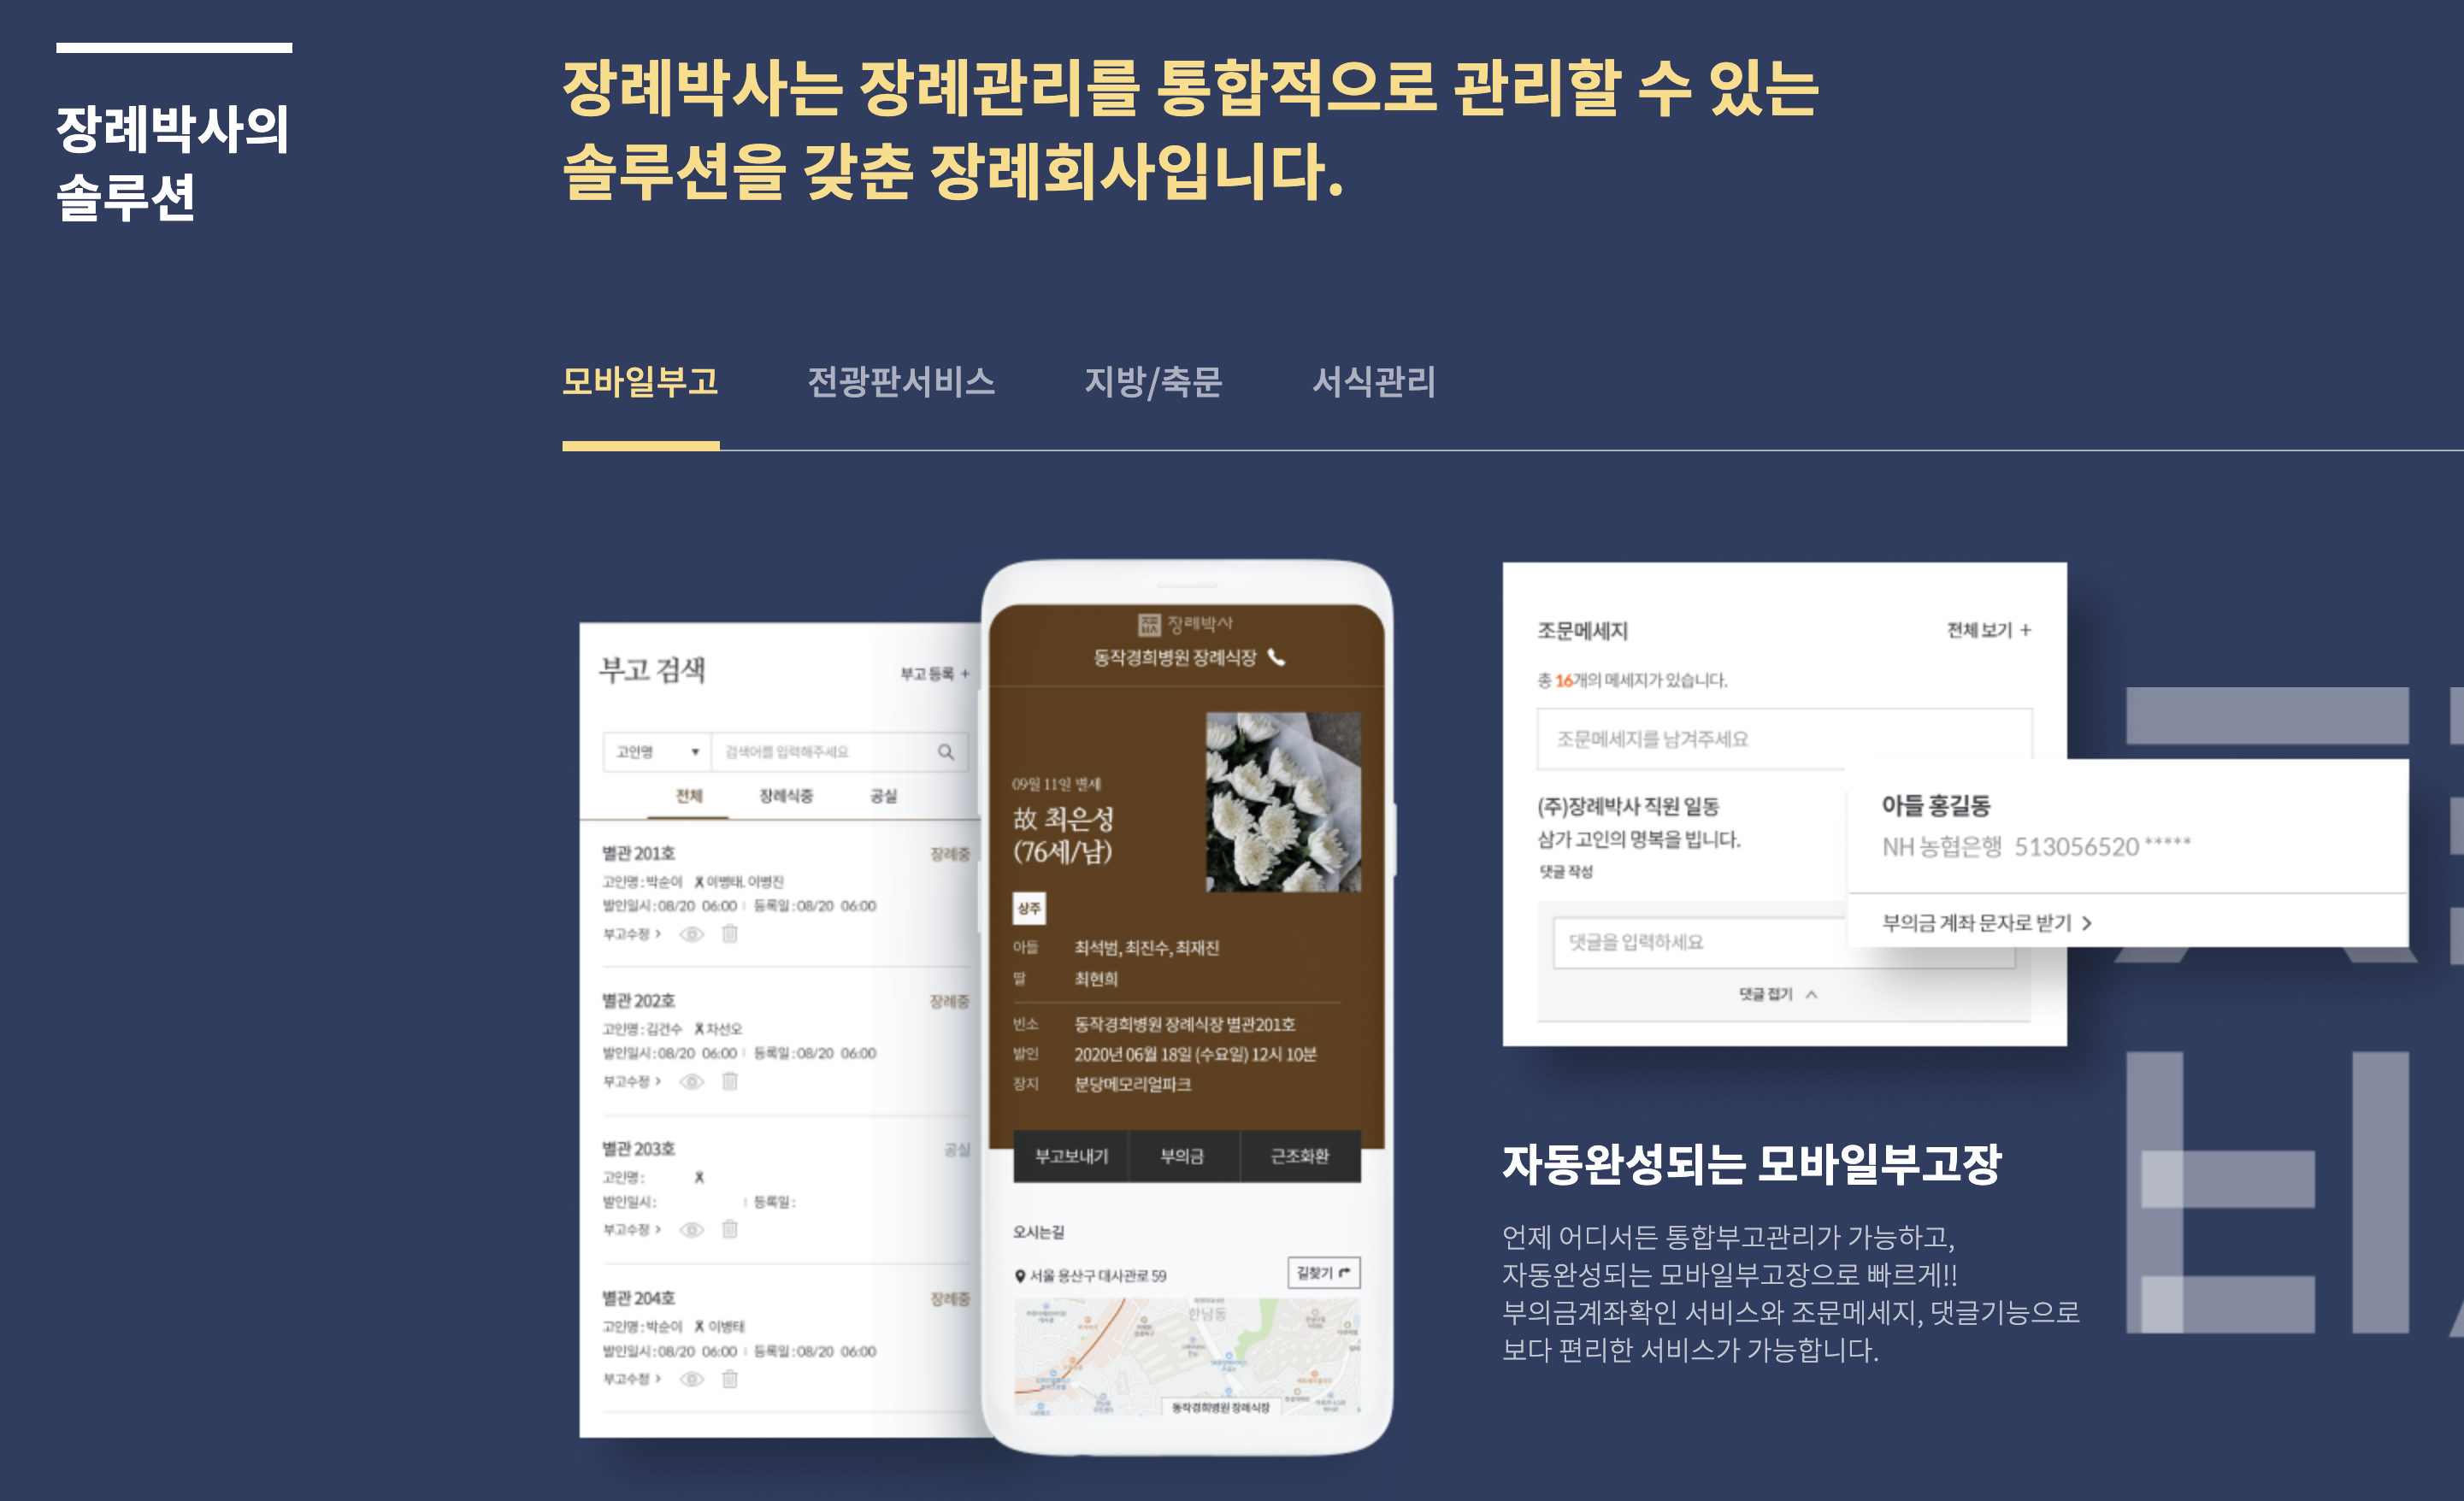 장례박사의
솔루션
장례박사는 장례관리를 통합적으로 관리할 수 있는
솔루션을 갖춘 장례회사입니다.
모바일부고 전광판서비스 지방/축문 서식관리
부고 검색 부고 등록 +
고인명 ▼ 검색어를 입력해주세요
전체 장례식중 공실
별관 201호 장례중
고인명 : 박순이 이병태, 이병진
발인일시 : 08/20 06:00 등록일 : 08/20 06:00
부고수정 >
별관 202호 장례중
고인명 : 김건수 차선오
발인일시 : 08/20 06:00 등록일 : 08/20 06:00
부고수정 >
별관 203호 공실
고인명 :
발인일시 : 등록일 :
부고수정 >
별관 204호 장례중
고인명 : 박순이 이병태
발인일시 : 08/20 06:00 등록일 : 08/20 06:00
부고수정 >
장례박사
동작경희병원 장례식장
09월 11일 별세
故 최은성
(76세/남)
상주
아들 최석범, 최진수, 최재진
딸 최현희
빈소 동작경희병원 장례식장 별관201호
발인 2020년 06월 18일 (수요일) 12시 10분
장지 분당메모리얼파크
부고보내기 부의금 근조화환
오시는길
서울 용산구 대사관로 59 길찾기
한남동
동작경희병원 장례식장
조문메세지 전체 보기 +
총 16개의 메세지가 있습니다.
조문메세지를 남겨주세요
(주)장례박사 직원 일동
삼가 고인의 명복을 빕니다.
댓글 작성
댓글을 입력하세요
댓글 접기
아들 홍길동
NH 농협은행 513056520 *****
부의금 계좌 문자로 받기 >
자동완성되는 모바일부고장
언제 어디서든 통합부고관리가 가능하고,
자동완성되는 모바일부고장으로 빠르게!!
부의금계좌확인 서비스와 조문메세지, 댓글기능으로
보다 편리한 서비스가 가능합니다.